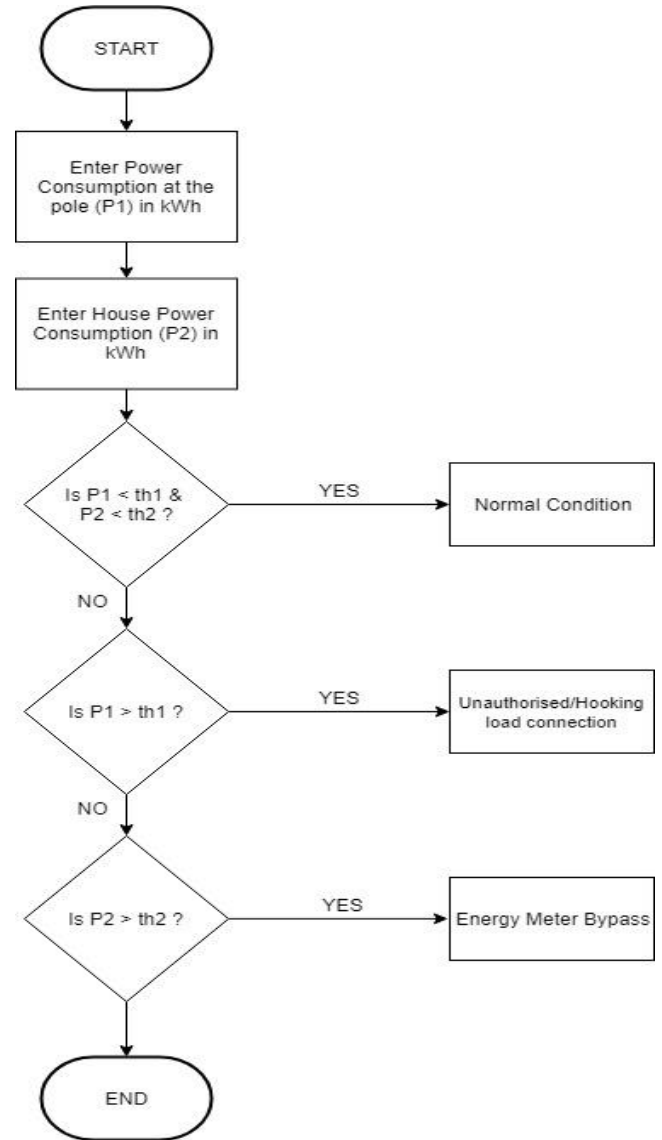 START
Enter Power
Consumption at the
pole (P1) in kWh
Enter House Power
Consumption (P2) in
kWh
Is P1 < th1 &
P2 < th2 ?
YES
Normal Condition
NO
Is P1 > th1 ?
YES
Unauthorised/Hooking
load connection
NO
Is P2 > th2 ?
YES
Energy Meter Bypass
END